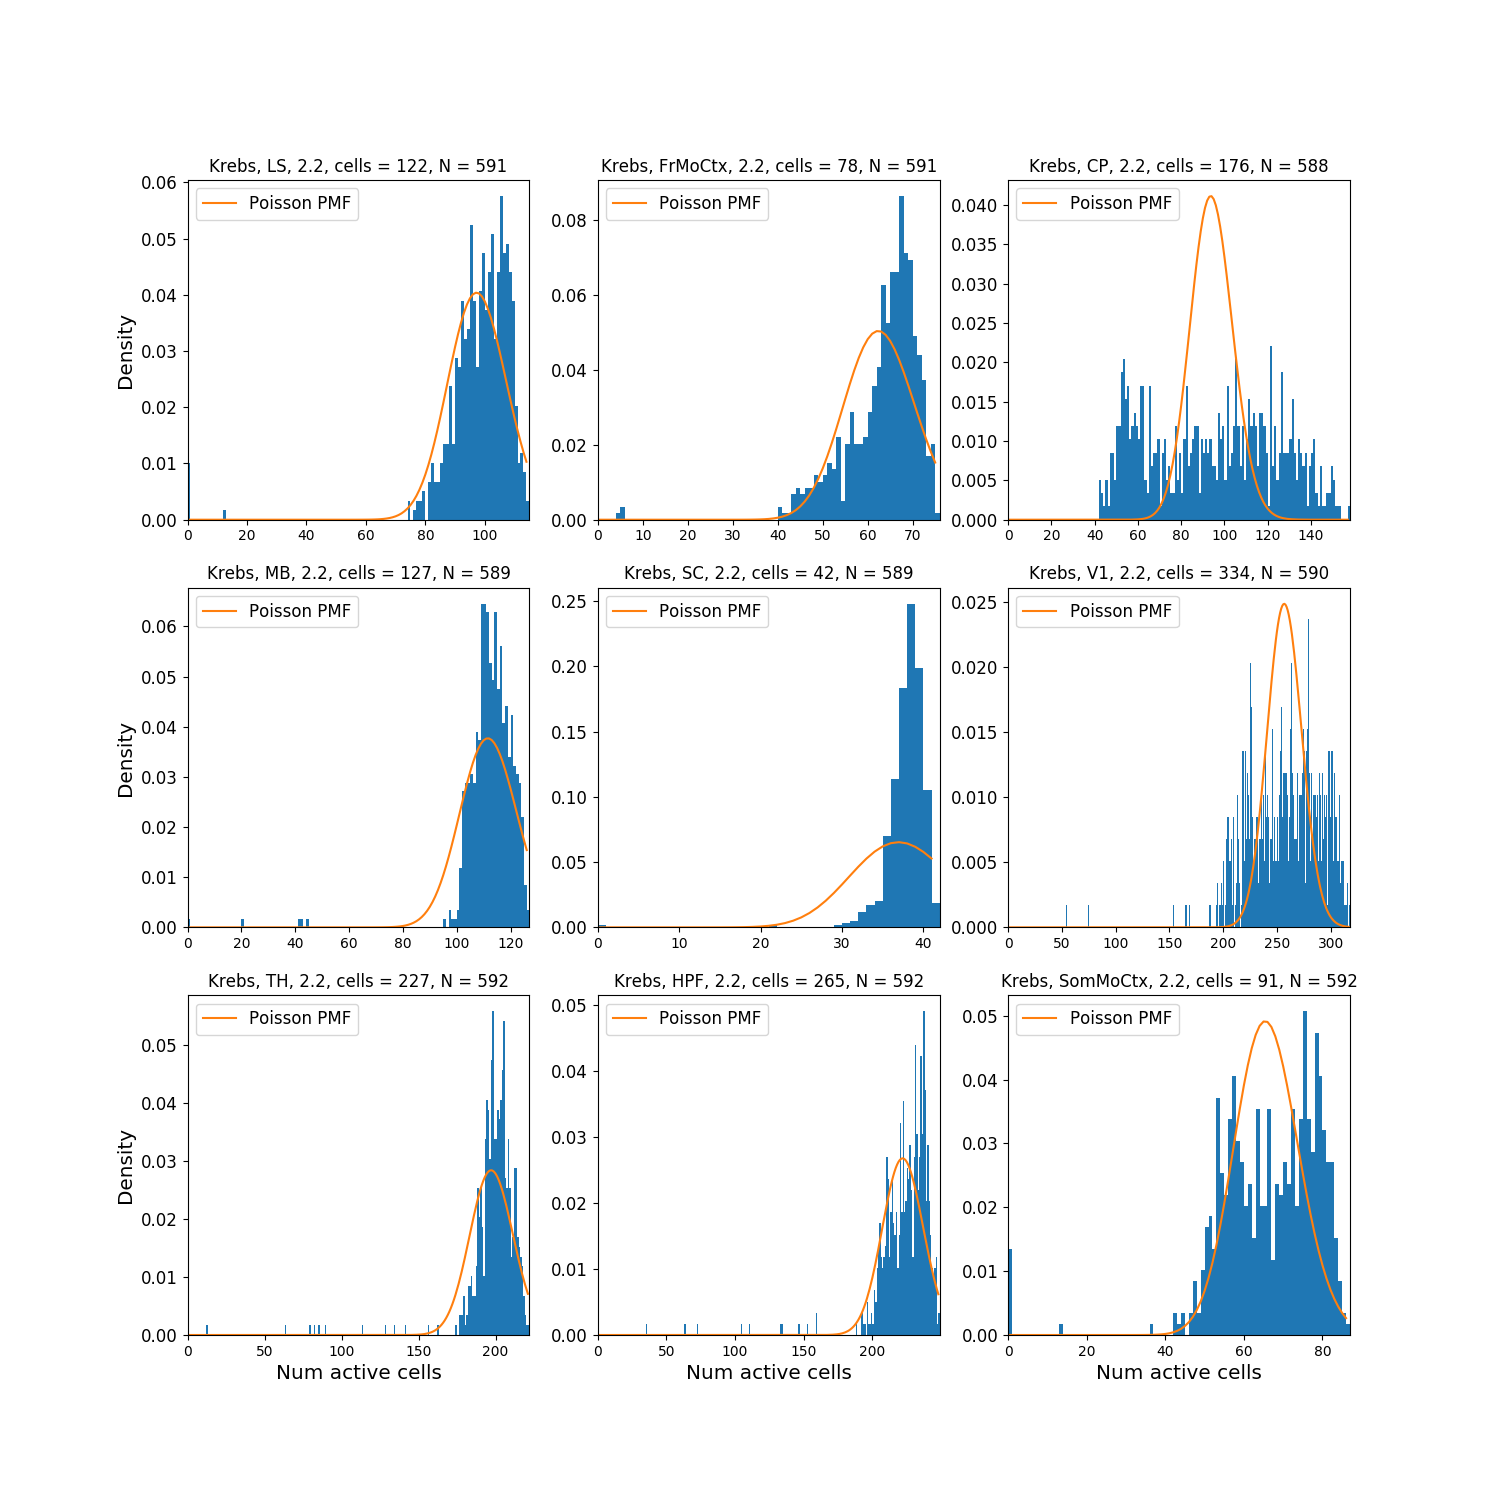 Krebs, LS, 2.2, cells = 122, N = 591
Krebs, FrMoCtx, 2.2, cells = 78, N = 591
Krebs, CP, 2.2, cells = 176, N = 588
Poisson PMF
Poisson PMF
Poisson PMF
Density
0.06
0.05
0.04
0.03
0.02
0.01
0.00
0 20 40 60 80 100
0.08
0.06
0.04
0.02
0.00
0 10 20 30 40 50 60 70
0.040
0.035
0.030
0.025
0.020
0.015
0.010
0.005
0.000
0 20 40 60 80 100 120 140
Krebs, MB, 2.2, cells = 127, N = 589
Krebs, SC, 2.2, cells = 42, N = 589
Krebs, V1, 2.2, cells = 334, N = 590
Poisson PMF
Poisson PMF
Poisson PMF
Density
0.06
0.05
0.04
0.03
0.02
0.01
0.00
0 20 40 60 80 100 120
0.25
0.20
0.15
0.10
0.05
0.00
0 10 20 30 40
0.025
0.020
0.015
0.010
0.005
0.000
0 50 100 150 200 250 300
Krebs, TH, 2.2, cells = 227, N = 592
Krebs, HPF, 2.2, cells = 265, N = 592
Krebs, SomMoCtx, 2.2, cells = 91, N = 592
Poisson PMF
Poisson PMF
Poisson PMF
Density
0.05
0.04
0.03
0.02
0.01
0.00
0 50 100 150 200
Num active cells
0.05
0.04
0.03
0.02
0.01
0.00
0 50 100 150 200
Num active cells
0.05
0.04
0.03
0.02
0.01
0.00
0 20 40 60 80
Num active cells